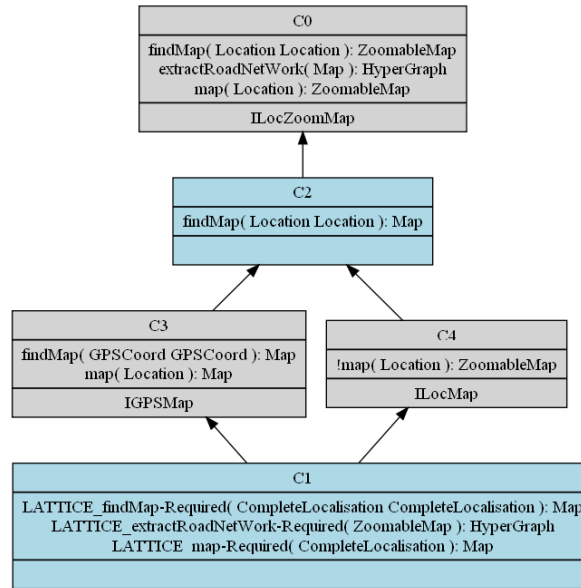 C0
findMap( Location Location ): ZoomableMap
extractRoadNetWork( Map ): HyperGraph
map( Location ): ZoomableMap
ILocZoomMap
C2
findMap( Location Location ): Map
C3
findMap( GPSCoord GPSCoord ): Map
map( Location ): Map
IGPSMap
C4
!map( Location ): ZoomableMap
ILocMap
C1
LATTICE_findMap-Required( CompleteLocalisation CompleteLocalisation ): Map
LATTICE_extractRoadNetWork-Required( ZoomableMap ): HyperGraph
LATTICE_map-Required( CompleteLocalisation ): Map